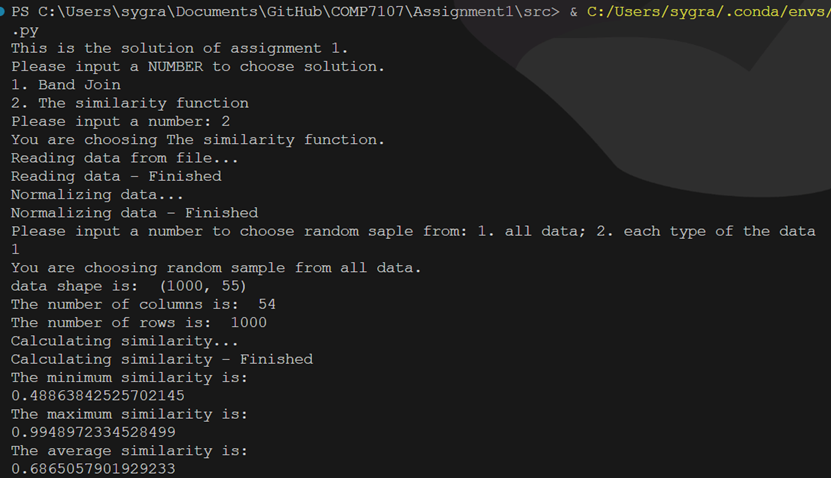 PS C:\Users\sygra\Documents\GitHub\COMP7107\Assignment1\src> & C:/Users/sygra/.conda/envs/
.py
This is the solution of assignment 1.
Please input a NUMBER to choose solution.
1. Band Join
2. The similarity function
Please input a number: 2
You are choosing The similarity function.
Reading data from file...
Reading data - Finished
Normalizing data...
Normalizing data - Finished
Please input a number to choose random saple from: 1. all data; 2. each type of the data
1
You are choosing random sample from all data.
data shape is:  (1000, 55)
The number of columns is:  54
The number of rows is:  1000
Calculating similarity...
Calculating similarity - Finished
The minimum similarity is:
0.48863842525702145
The maximum similarity is:
0.9948972334528499
The average similarity is:
0.6865057901929233